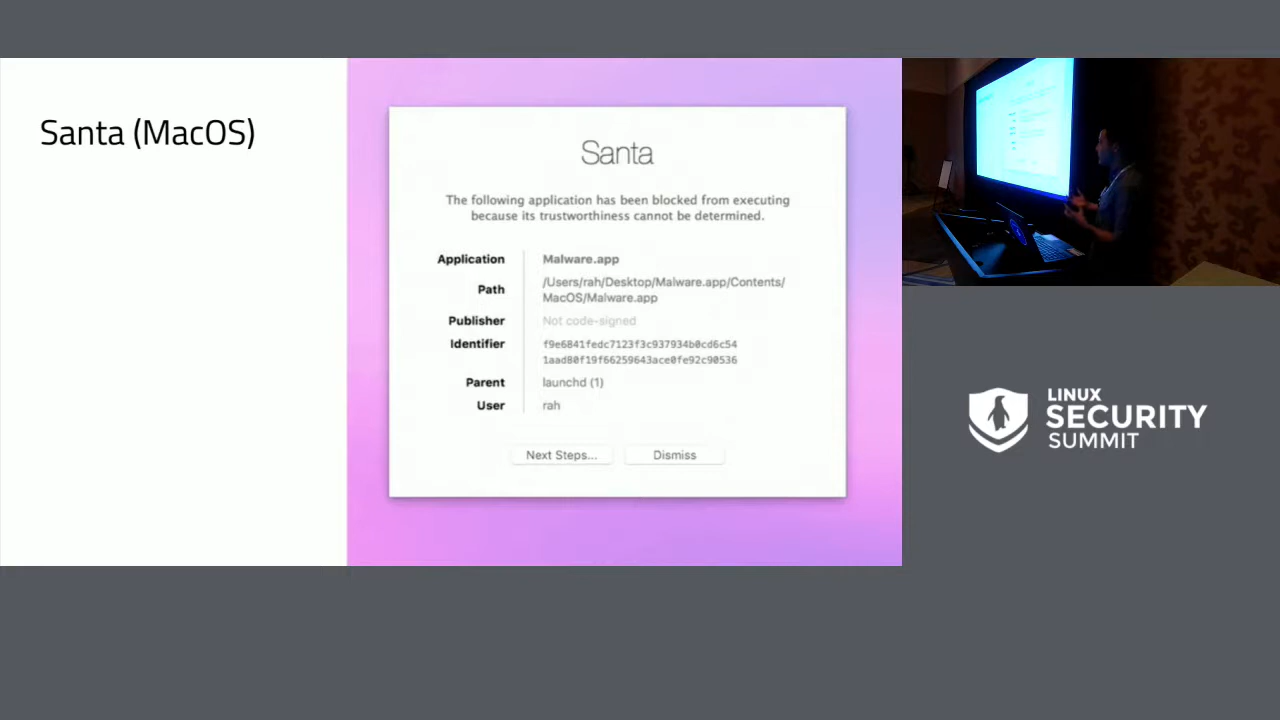 Santa (MacOS)
Santa
The following application has been blocked from executing
because its trustworthiness cannot be determined.
Application Malware.app
Path /Users/rah/Desktop/Malware.app/Contents/
MacOS/Malware.app
Publisher Not code-signed
Identifier f9e6841fedc7123f3c937934b0cd6c54
1aad80f19f66259643ace0fe92c90536
Parent launchd (1)
User rah
Next Steps... Dismiss
LINUX
SECURITY
SUMMIT